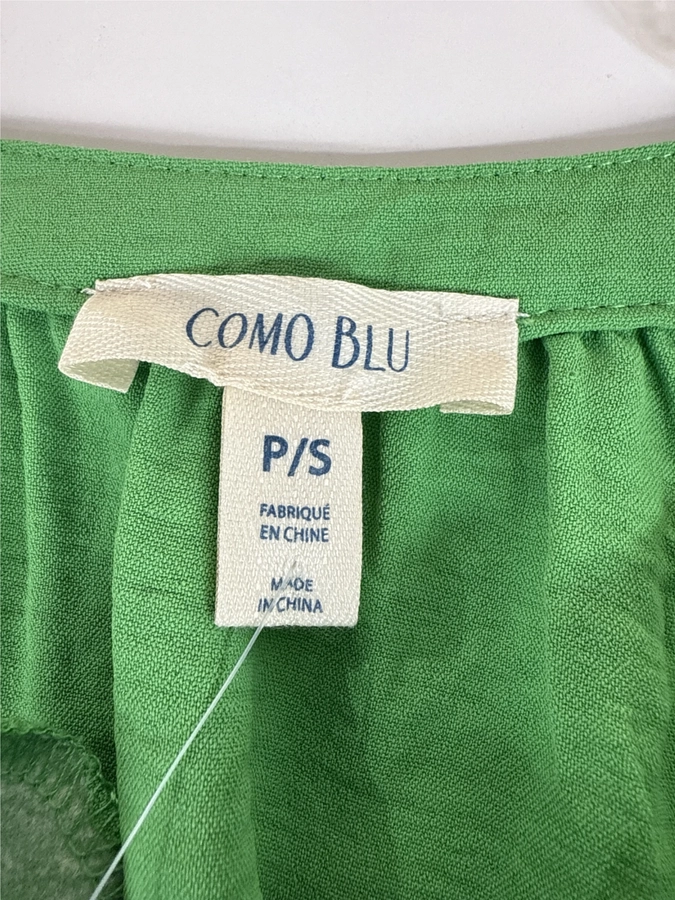 COMO BLU
P/S
FABRIQUÉ
EN CHINE
MADE
IN CHINA